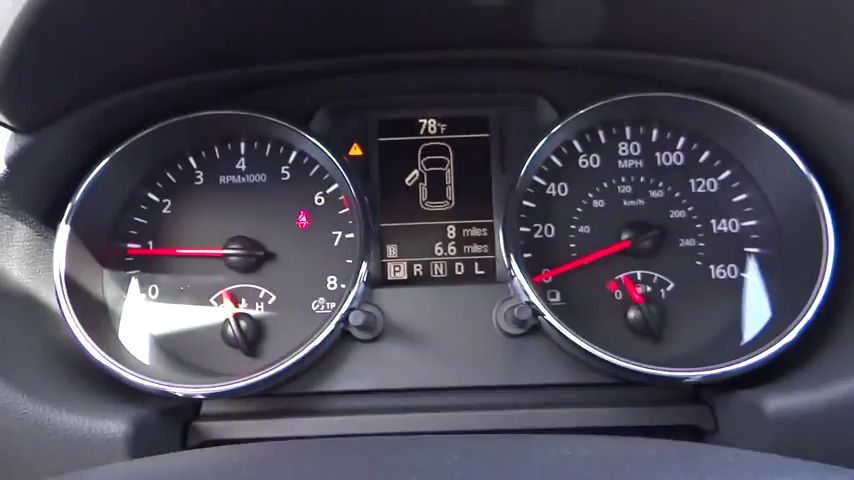 78°F
0 1 2 3 4 5 6 7 8
RPMx1000
H
TP
8 miles
B 6.6 miles
P R N D L
0 20 40 60 80 100 120 140 160
MPH
40 80 120 160 200 240
km/h
0 1